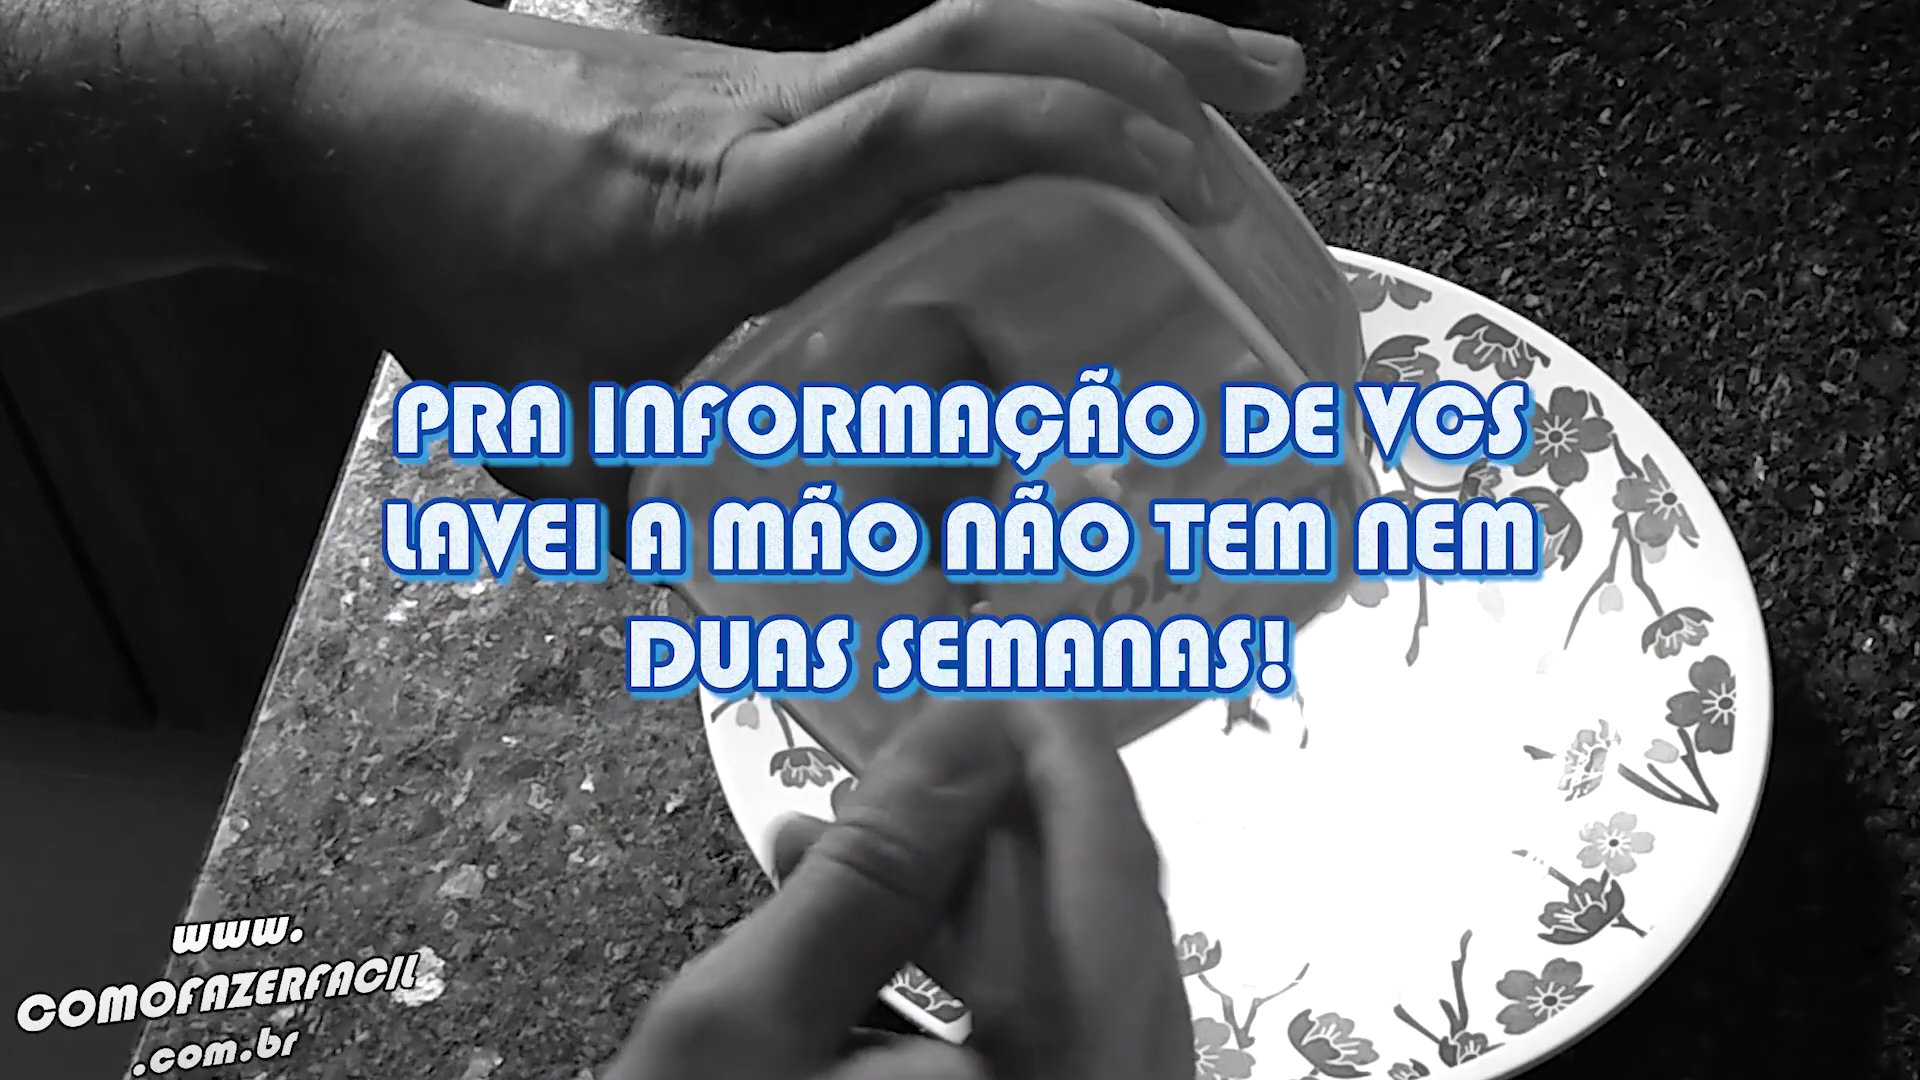 PRA INFORMAÇÃO DE VCS
LAVEI A MÃO NÃO TEM NEM
DUAS SEMANAS!
www.
COMOFAZERFACIL
.com.br